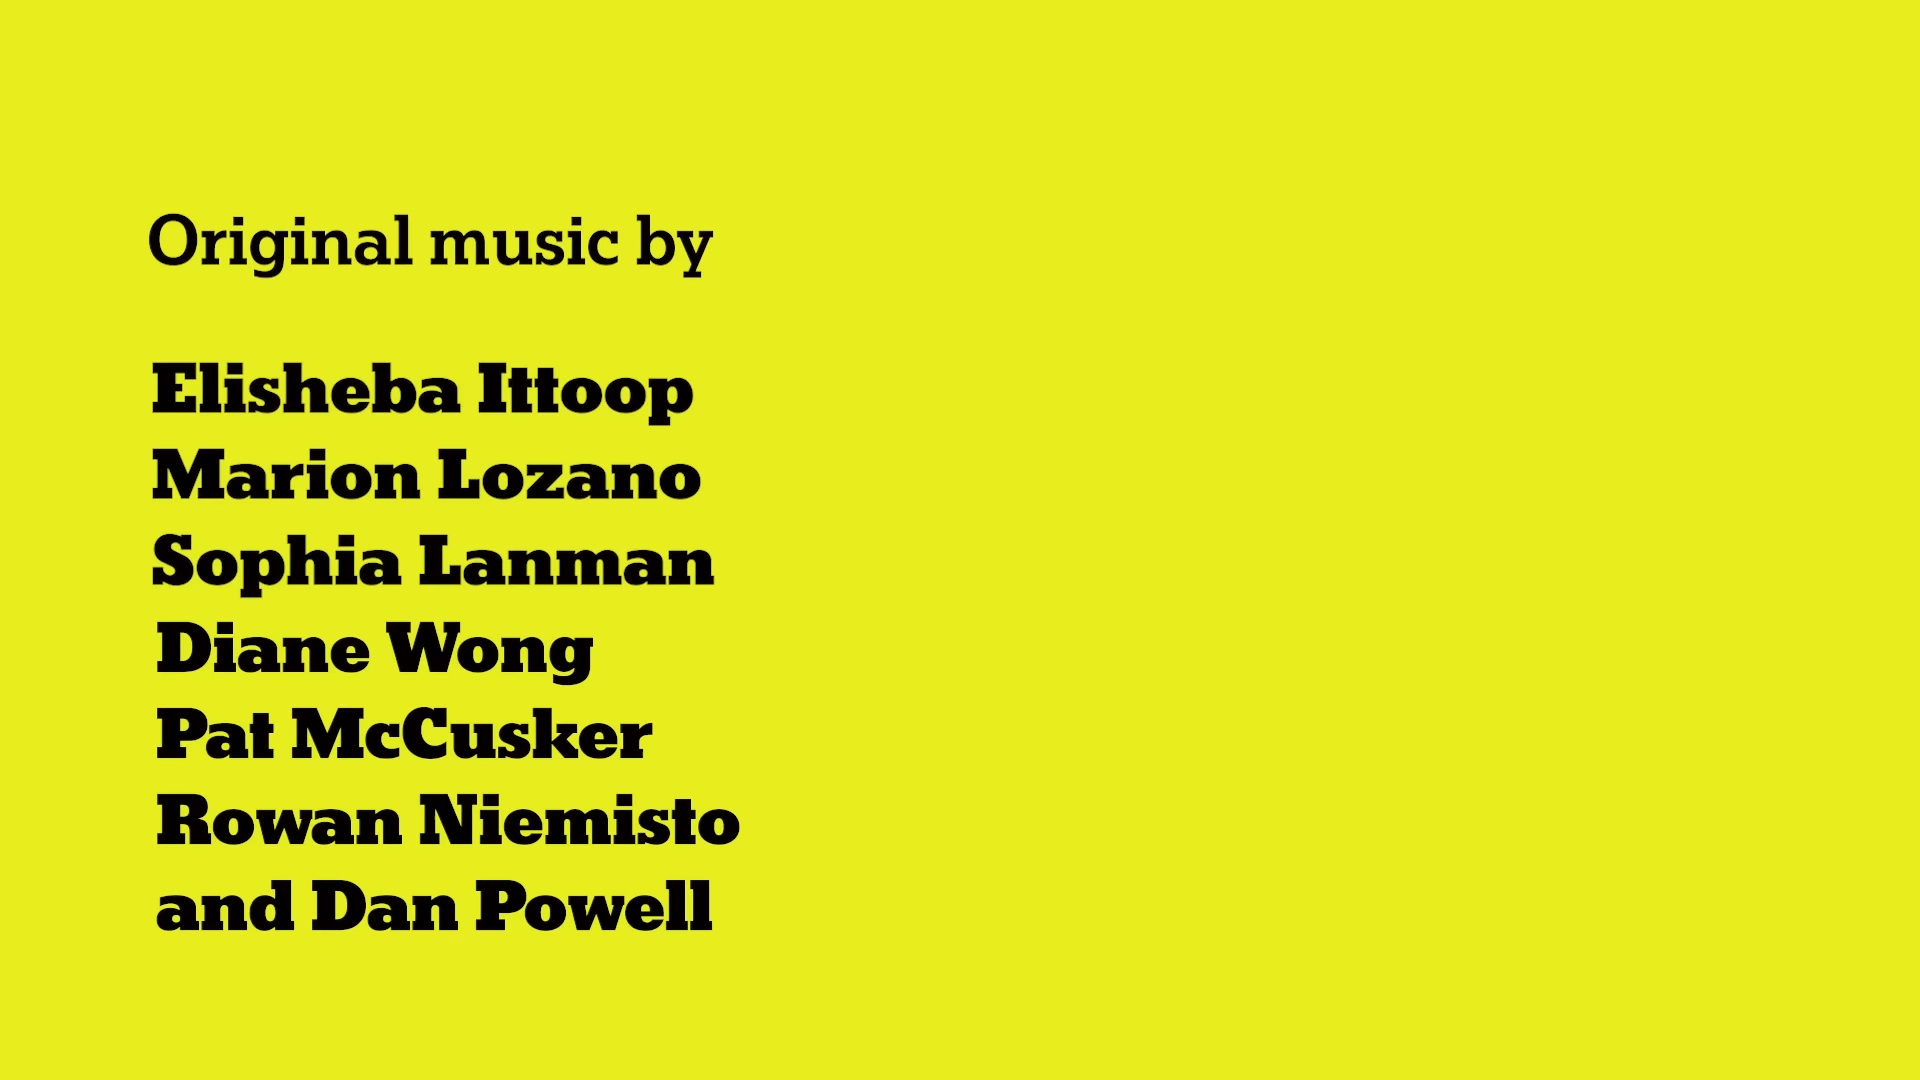 Original music by
Elisheba Ittoop
Marion Lozano
Sophia Lanman
Diane Wong
Pat McCusker
Rowan Niemisto
and Dan Powell